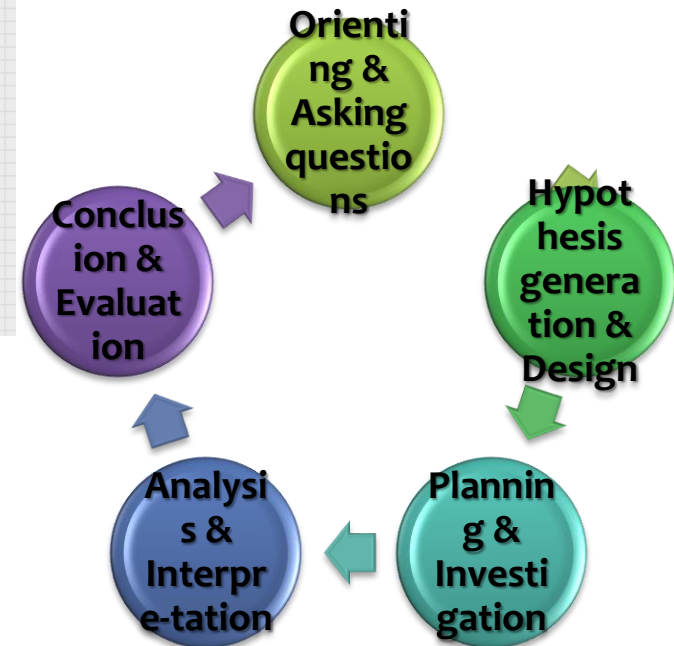 Orienti
ng &
Asking
questio
ns
Hypot
hesis
genera
tion &
Design
Plannin
g &
Investi
gation
Analysi
s &
Interpr
e-tation
Conclus
ion &
Evaluat
ion